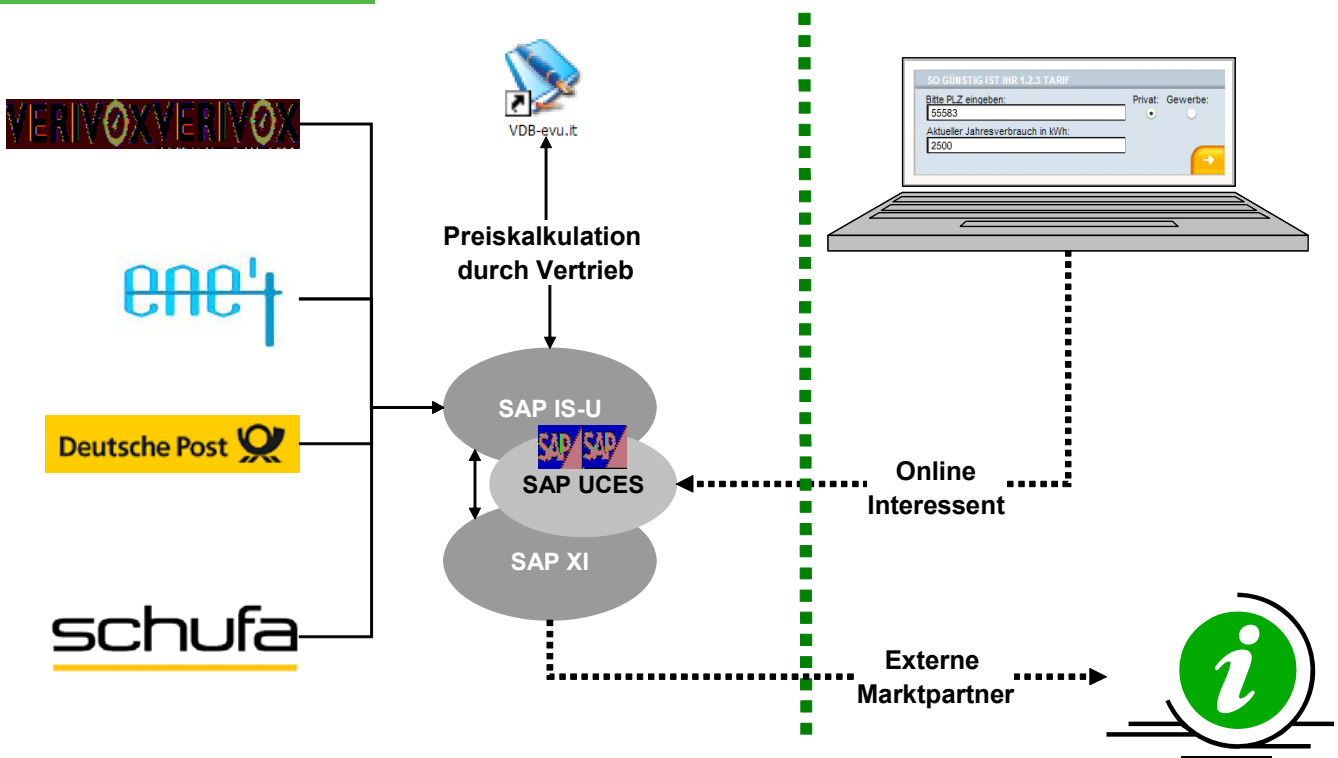 VERIVOXVERIVOX
ene't
Deutsche Post
schufa
VDB-evu.it
Preiskalkulation
durch Vertrieb
SAP IS-U
SAP SAP
SAP UCES
SAP XI
SO GÜNSTIG IST IHR 1.2.3 TARIF
Bitte PLZ eingeben:
Privat: Gewerbe:
55583
Aktueller Jahresverbrauch in kWh:
2500
Online
Interessent
Externe
Marktpartner
i